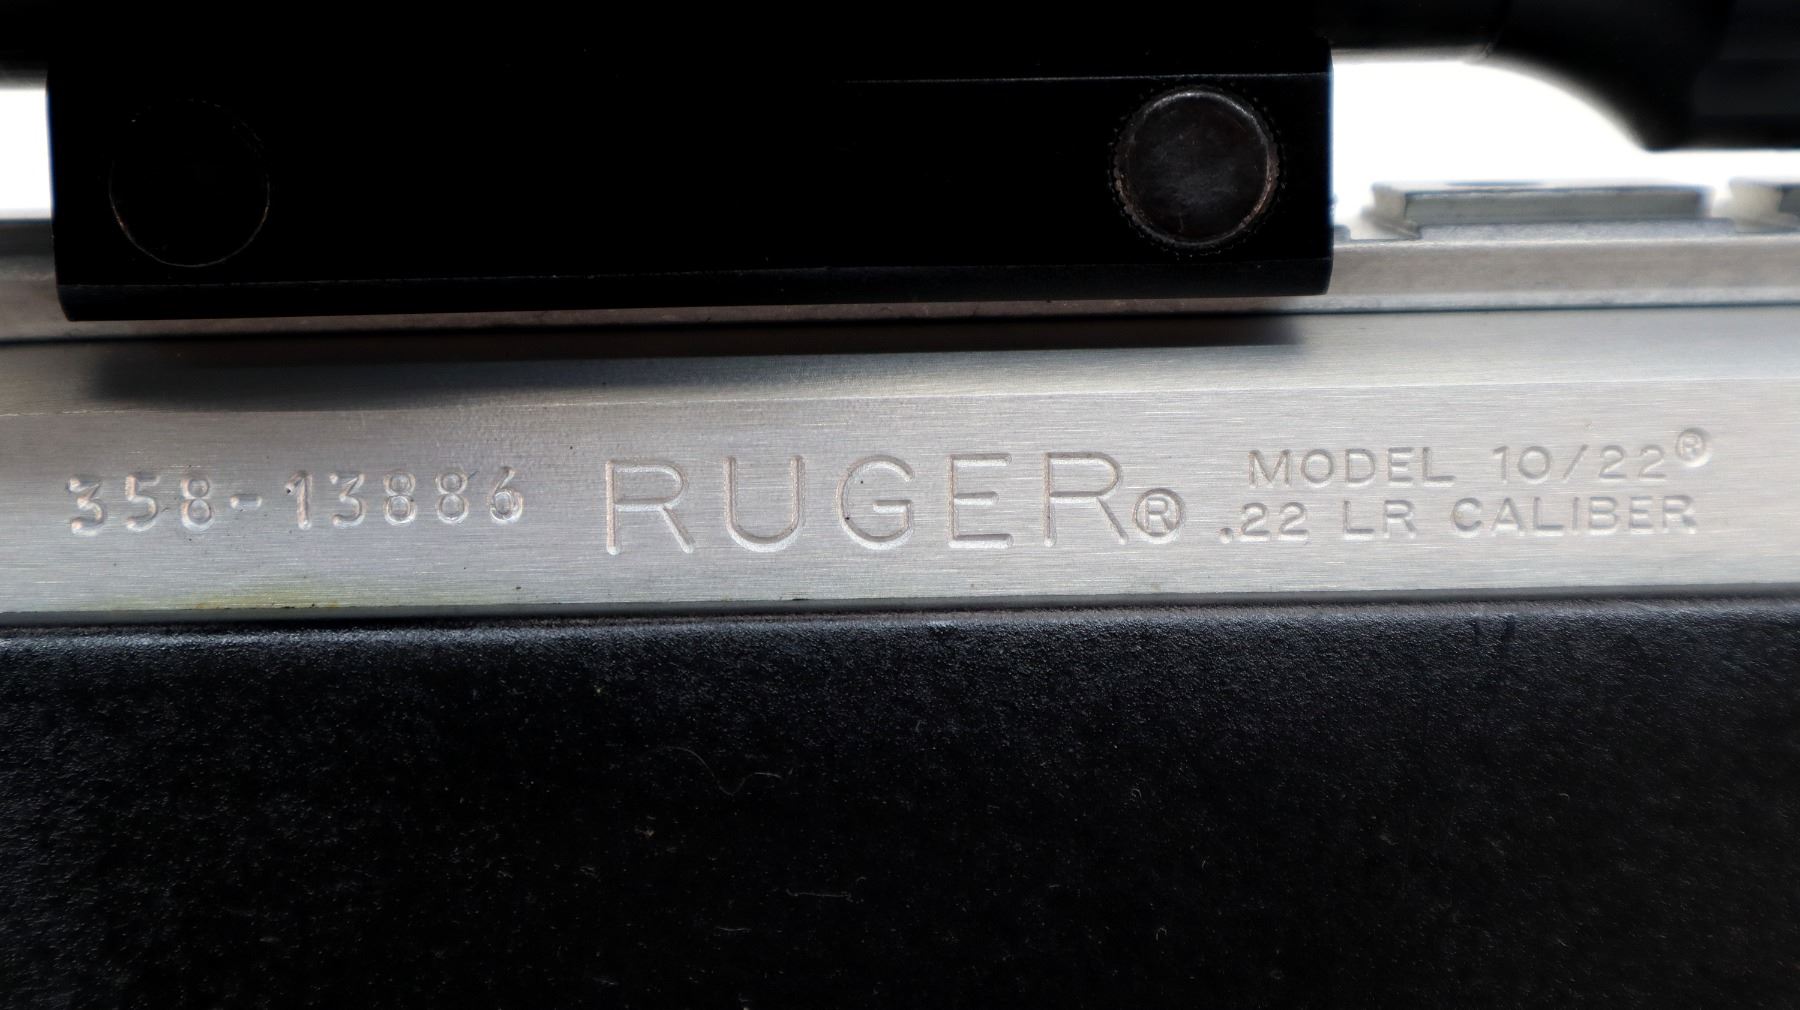 358-13886 RUGER® MODEL 10/22®
.22 LR CALIBER